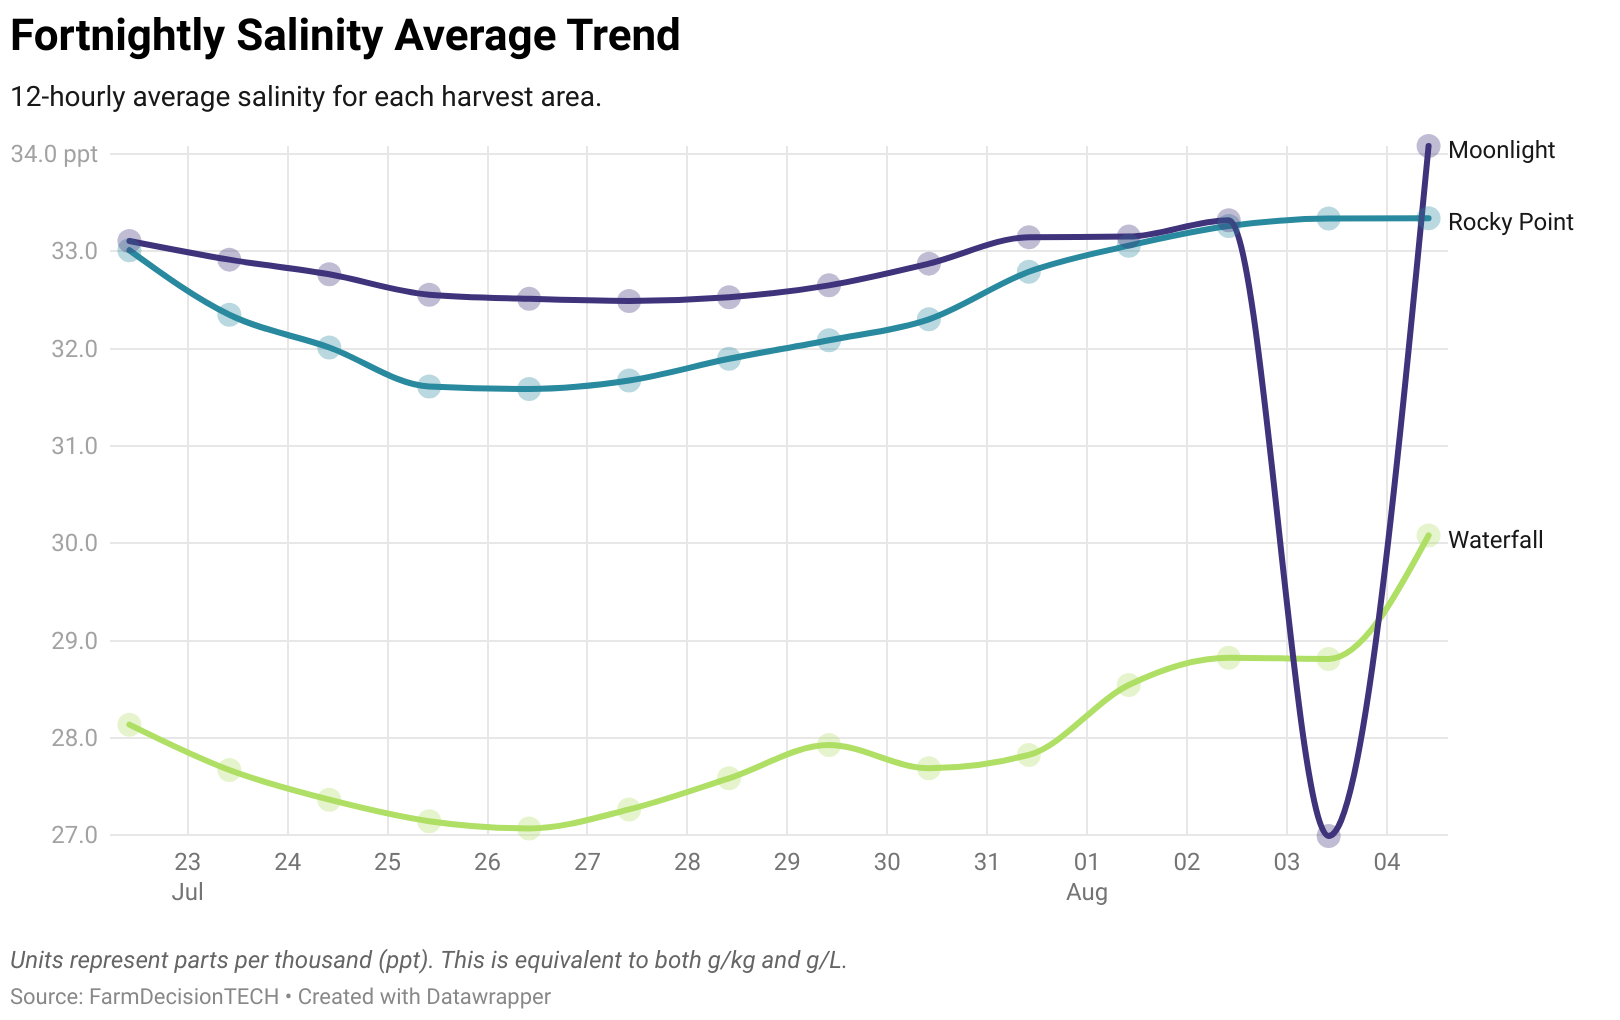 Fortnightly Salinity Average Trend
12-hourly average salinity for each harvest area.
34.0 ppt
Moonlight
Rocky Point
33.0
32.0
31.0
30.0
Waterfall
29.0
28.0
27.0
23 24 25 26 27 28 29 30 31 01 02 03 04
Jul Aug
Units represent parts per thousand (ppt). This is equivalent to both g/kg and g/L.
Source: FarmDecisionTECH • Created with Datawrapper